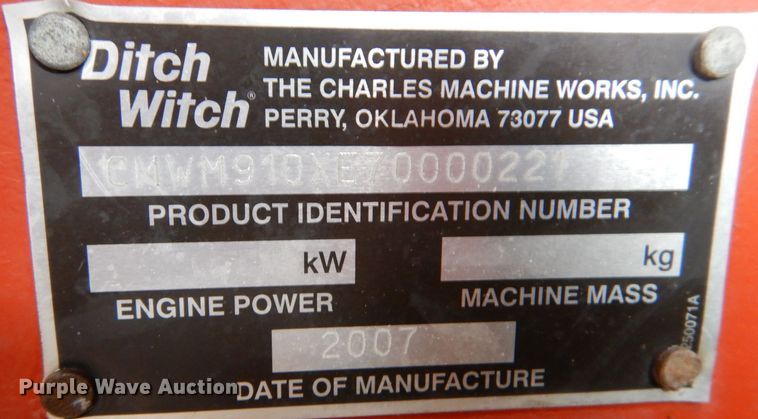 Ditch
Witch®
MANUFACTURED BY
THE CHARLES MACHINE WORKS, INC.
PERRY, OKLAHOMA 73077 USA
CMWM910XE70000221
PRODUCT IDENTIFICATION NUMBER
kW
kg
ENGINE POWER
MACHINE MASS
2007
DATE OF MANUFACTURE
Purple Wave Auction